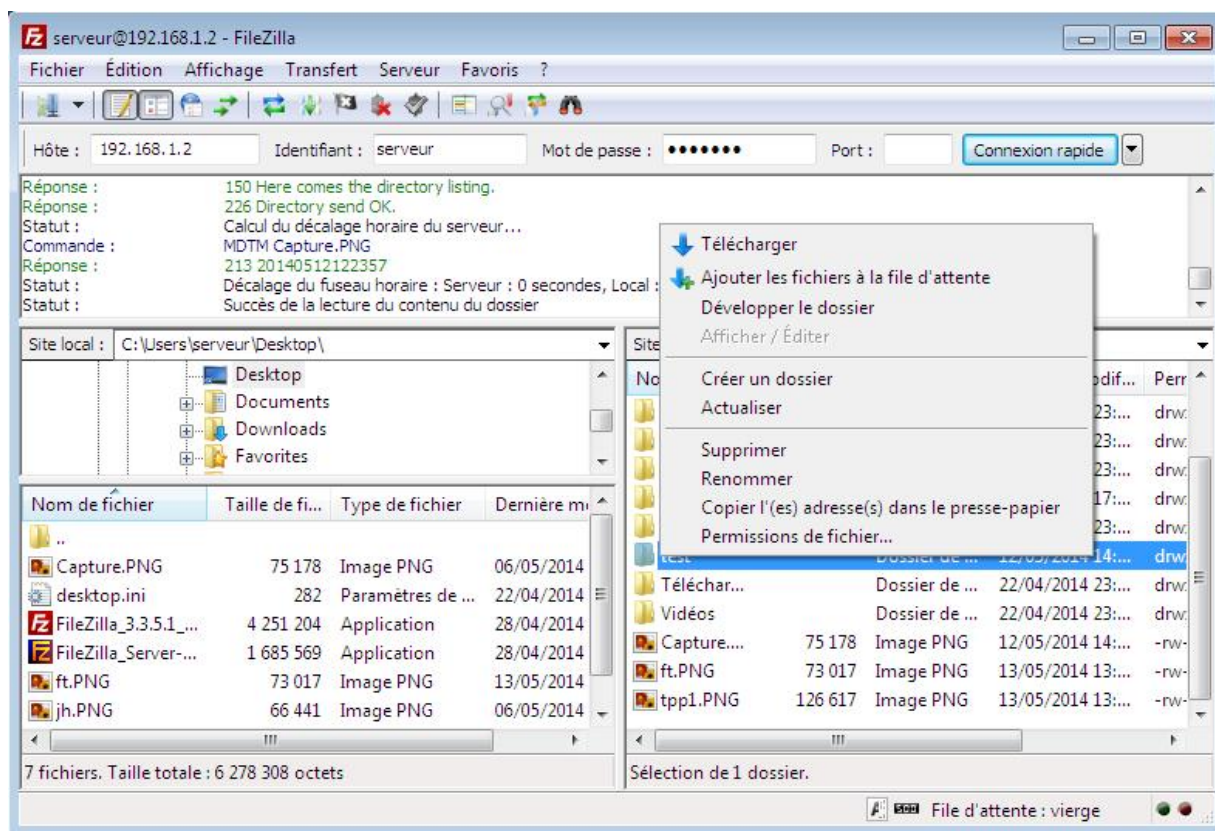 serveur@192.168.1.2 - FileZilla
Fichier Édition Affichage Transfert Serveur Favoris ?
Hôte : 192.168.1.2 Identifiant : serveur Mot de passe : ●●●●●●● Port : Connexion rapide
Réponse : 150 Here comes the directory listing.
Réponse : 226 Directory send OK.
Statut : Calcul du décalage horaire du serveur...
Commande : MDTM Capture.PNG
Réponse : 213 20140512122357
Statut : Décalage du fuseau horaire : Serveur : 0 secondes, Local :
Statut : Succès de la lecture du contenu du dossier
Télécharger
Ajouter les fichiers à la file d'attente
Développer le dossier
Afficher / Éditer
Créer un dossier
Actualiser
Supprimer
Renommer
Copier l'(es) adresse(s) dans le presse-papier
Permissions de fichier...
Site local : C:\Users\serveur\Desktop\
Desktop
Documents
Downloads
Favorites
Nom de fichier Taille de fi... Type de fichier Dernière m
..
Capture.PNG 75 178 Image PNG 06/05/2014
desktop.ini 282 Paramètres de ... 22/04/2014
FileZilla_3.3.5.1_... 4 251 204 Application 28/04/2014
FileZilla_Server-... 1 685 569 Application 28/04/2014
ft.PNG 73 017 Image PNG 13/05/2014
jh.PNG 66 441 Image PNG 06/05/2014
7 fichiers. Taille totale : 6 278 308 octets
Site
No odif... Perr
23:... drw
23:... drw
23:... drw
17:... drw
23:... drw
test Dossier de ... 12/05/2014 14:... drw
Téléchar... Dossier de ... 22/04/2014 23:... drw
Vidéos Dossier de ... 22/04/2014 23:... drw
Capture.... 75 178 Image PNG 12/05/2014 14:... -rw-
ft.PNG 73 017 Image PNG 13/05/2014 13:... -rw-
tpp1.PNG 126 617 Image PNG 13/05/2014 13:... -rw-
Sélection de 1 dossier.
File d'attente : vierge